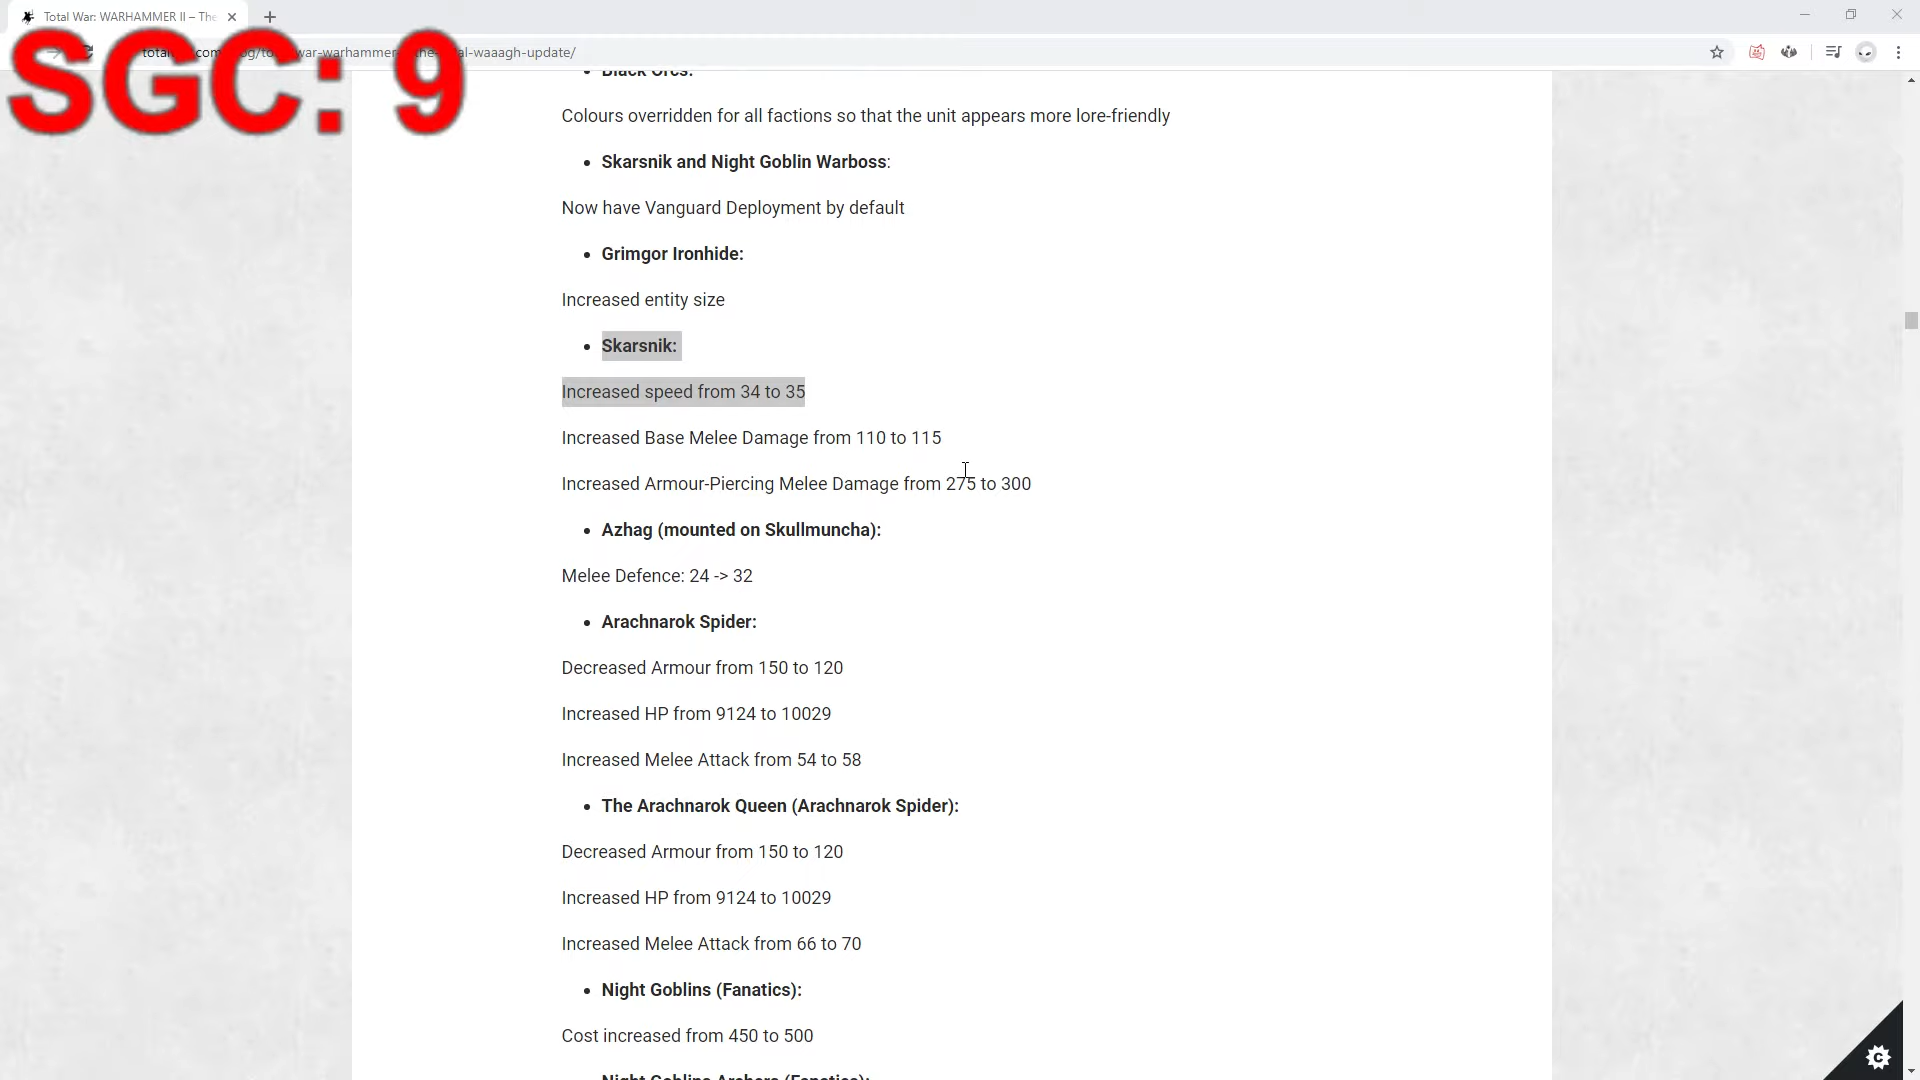 Total War: WARHAMMER II – The
SGC: 9
Black Orcs:
Colours overridden for all factions so that the unit appears more lore-friendly
• Skarsnik and Night Goblin Warboss:
Now have Vanguard Deployment by default
• Grimgor Ironhide:
Increased entity size
• Skarsnik:
Increased speed from 34 to 35
Increased Base Melee Damage from 110 to 115
Increased Armour-Piercing Melee Damage from 275 to 300
• Azhag (mounted on Skullmuncha):
Melee Defence: 24 -> 32
• Arachnarok Spider:
Decreased Armour from 150 to 120
Increased HP from 9124 to 10029
Increased Melee Attack from 54 to 58
• The Arachnarok Queen (Arachnarok Spider):
Decreased Armour from 150 to 120
Increased HP from 9124 to 10029
Increased Melee Attack from 66 to 70
• Night Goblins (Fanatics):
Cost increased from 450 to 500
Night Goblins Archers (Fanatics):